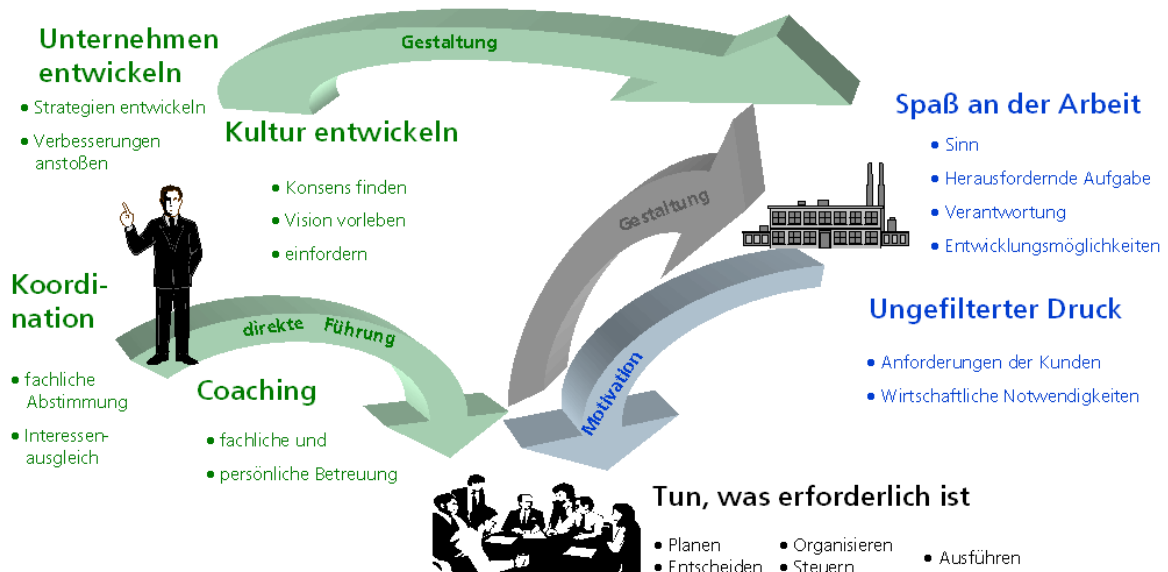 Unternehmen
entwickeln
• Strategien entwickeln
• Verbesserungen
anstoßen
Gestaltung
Kultur entwickeln
• Konsens finden
• Vision vorleben
• einfordern
Gestaltung
Spaß an der Arbeit
• Sinn
• Herausfordernde Aufgabe
• Verantwortung
• Entwicklungsmöglichkeiten
Koordi-
nation
• fachliche
Abstimmung
• Interessen-
ausgleich
direkte Führung
Coaching
• fachliche und
• persönliche Betreuung
Motivation
Ungefilterter Druck
• Anforderungen der Kunden
• Wirtschaftliche Notwendigkeiten
Tun, was erforderlich ist
• Planen
• Entscheiden
• Organisieren
• Steuern
• Ausführen